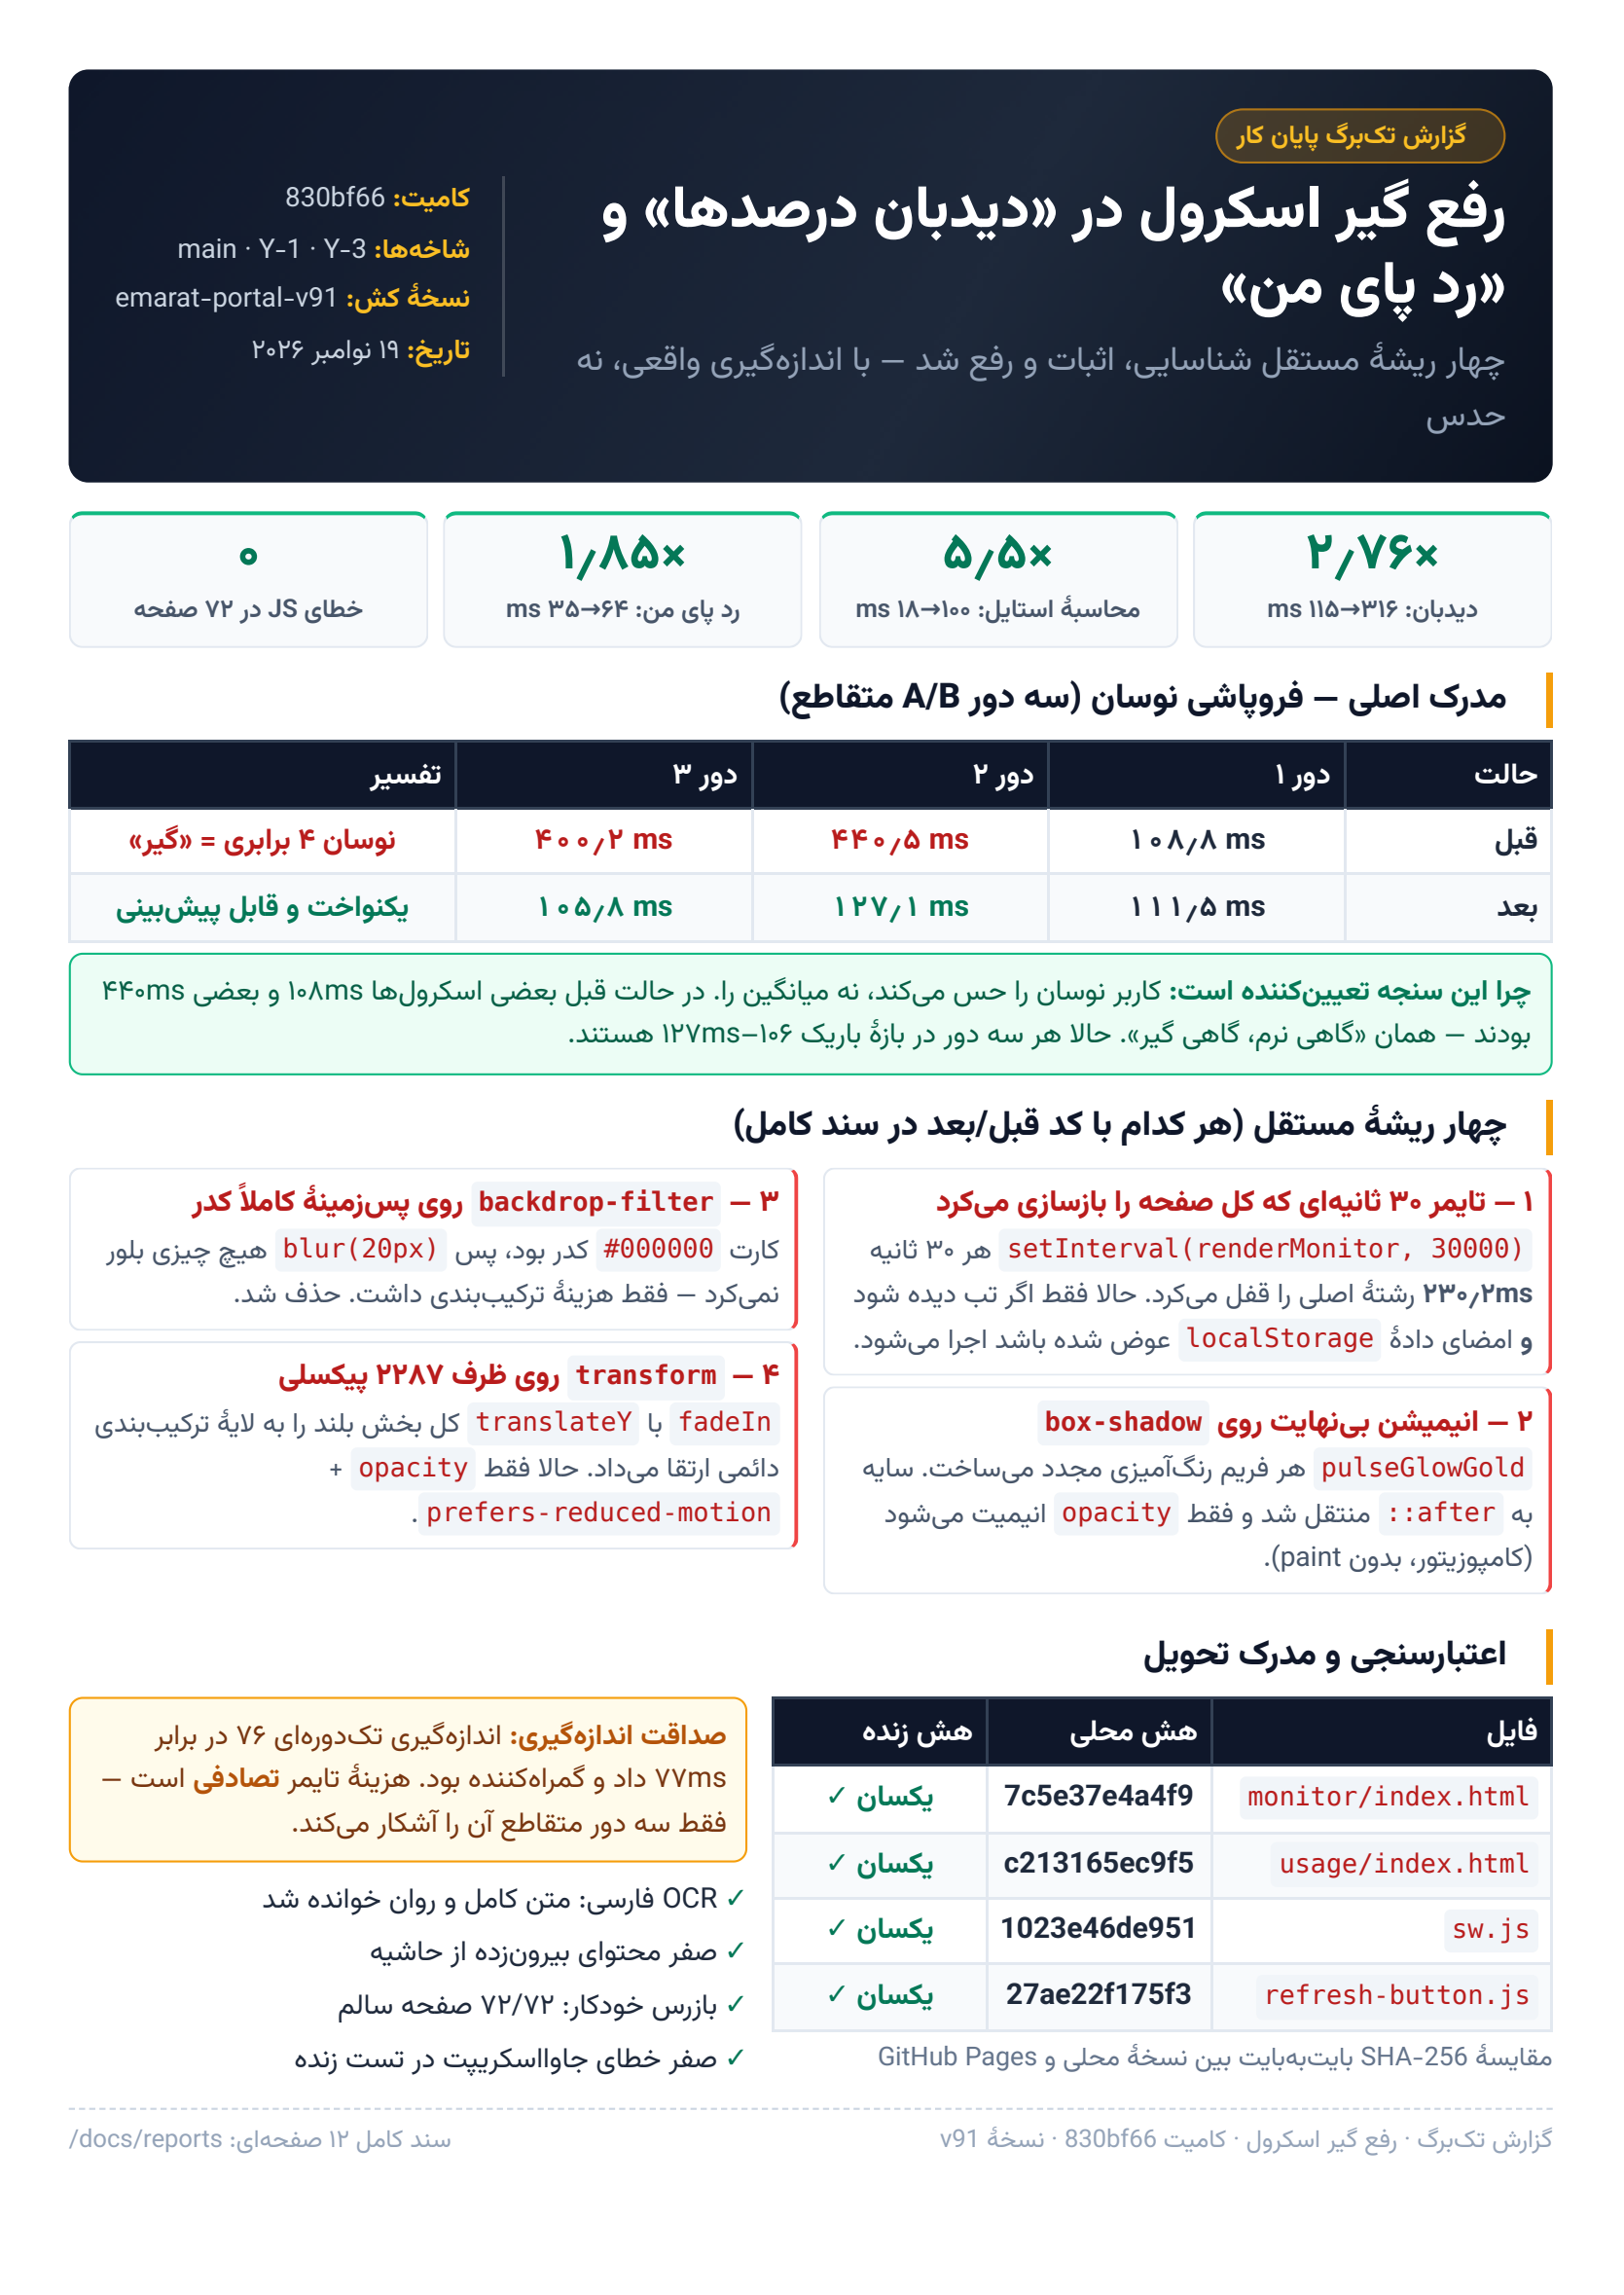 گزارش تک‌برگ پایان کار
رفع گیر اسکرول در «دیدبان درصدها» و
«رد پای من»
چهار ریشهٔ مستقل شناسایی، اثبات و رفع شد — با اندازه‌گیری واقعی، نه
حدس
کامیت: 830bf66
شاخه‌ها: main · Y-1 · Y-3
نسخهٔ کش: emarat-portal-v91
تاریخ: ۱۹ نوامبر ۲۰۲۶
۲٫۷۶×
دیدبان: ۳۱۶→۱۱۵ ms
۵٫۵×
محاسبهٔ استایل: ۱۰۰→۱۸ ms
۱٫۸۵×
رد پای من: ۶۴→۳۵ ms
۰
خطای JS در ۷۲ صفحه
مدرک اصلی — فروپاشی نوسان (سه دور A/B متقاطع)
حالت دور ۱ دور ۲ دور ۳ تفسیر
قبل ۱۰۸٫۸ ms ۴۴۰٫۵ ms ۴۰۰٫۲ ms نوسان ۴ برابری = «گیر»
بعد ۱۱۱٫۵ ms ۱۲۷٫۱ ms ۱۰۵٫۸ ms یکنواخت و قابل پیش‌بینی
چرا این سنجه تعیین‌کننده است: کاربر نوسان را حس می‌کند، نه میانگین را. در حالت قبل بعضی اسکرول‌ها ۱۰۸ms و بعضی ۴۴۰ms
بودند — همان «گاهی نرم، گاهی گیر». حالا هر سه دور در بازهٔ باریک ۱۰۶–۱۲۷ms هستند.
چهار ریشهٔ مستقل (هر کدام با کد قبل/بعد در سند کامل)
۱ — تایمر ۳۰ ثانیه‌ای که کل صفحه را بازسازی می‌کرد
setInterval(renderMonitor, 30000) هر ۳۰ ثانیه
۲۳۰٫۲ms رشتهٔ اصلی را قفل می‌کرد. حالا فقط اگر تب دیده شود
و امضای دادهٔ localStorage عوض شده باشد اجرا می‌شود.
۲ — انیمیشن بی‌نهایت روی box-shadow
pulseGlowGold هر فریم رنگ‌آمیزی مجدد می‌ساخت. سایه
به ::after منتقل شد و فقط opacity انیمیت می‌شود
(کامپوزیتور، بدون paint).
۳ — backdrop-filter روی پس‌زمینهٔ کاملاً کدر
کارت #000000 کدر بود، پس blur(20px) هیچ چیزی بلور
نمی‌کرد — فقط هزینهٔ ترکیب‌بندی داشت. حذف شد.
۴ — transform روی ظرف ۲۲۸۷ پیکسلی
fadeIn با translateY کل بخش بلند را به لایهٔ ترکیب‌بندی
دائمی ارتقا می‌داد. حالا فقط opacity +
prefers-reduced-motion.
اعتبارسنجی و مدرک تحویل
فایل هش محلی هش زنده
monitor/index.html 7c5e37e4a4f9 یکسان ✓
usage/index.html c213165ec9f5 یکسان ✓
sw.js 1023e46de951 یکسان ✓
refresh-button.js 27ae22f175f3 یکسان ✓
مقایسهٔ SHA-256 بایت‌به‌بایت بین نسخهٔ محلی و GitHub Pages
صداقت اندازه‌گیری: اندازه‌گیری تک‌دوره‌ای ۷۶ در برابر
۷۷ms داد و گمراه‌کننده بود. هزینهٔ تایمر تصادفی است —
فقط سه دور متقاطع آن را آشکار می‌کند.
✓ OCR فارسی: متن کامل و روان خوانده شد
✓ صفر محتوای بیرون‌زده از حاشیه
✓ بازرس خودکار: ۷۲/۷۲ صفحه سالم
✓ صفر خطای جاوااسکریپت در تست زنده
گزارش تک‌برگ · رفع گیر اسکرول · کامیت 830bf66 · نسخهٔ v91
سند کامل ۱۲ صفحه‌ای: docs/reports/